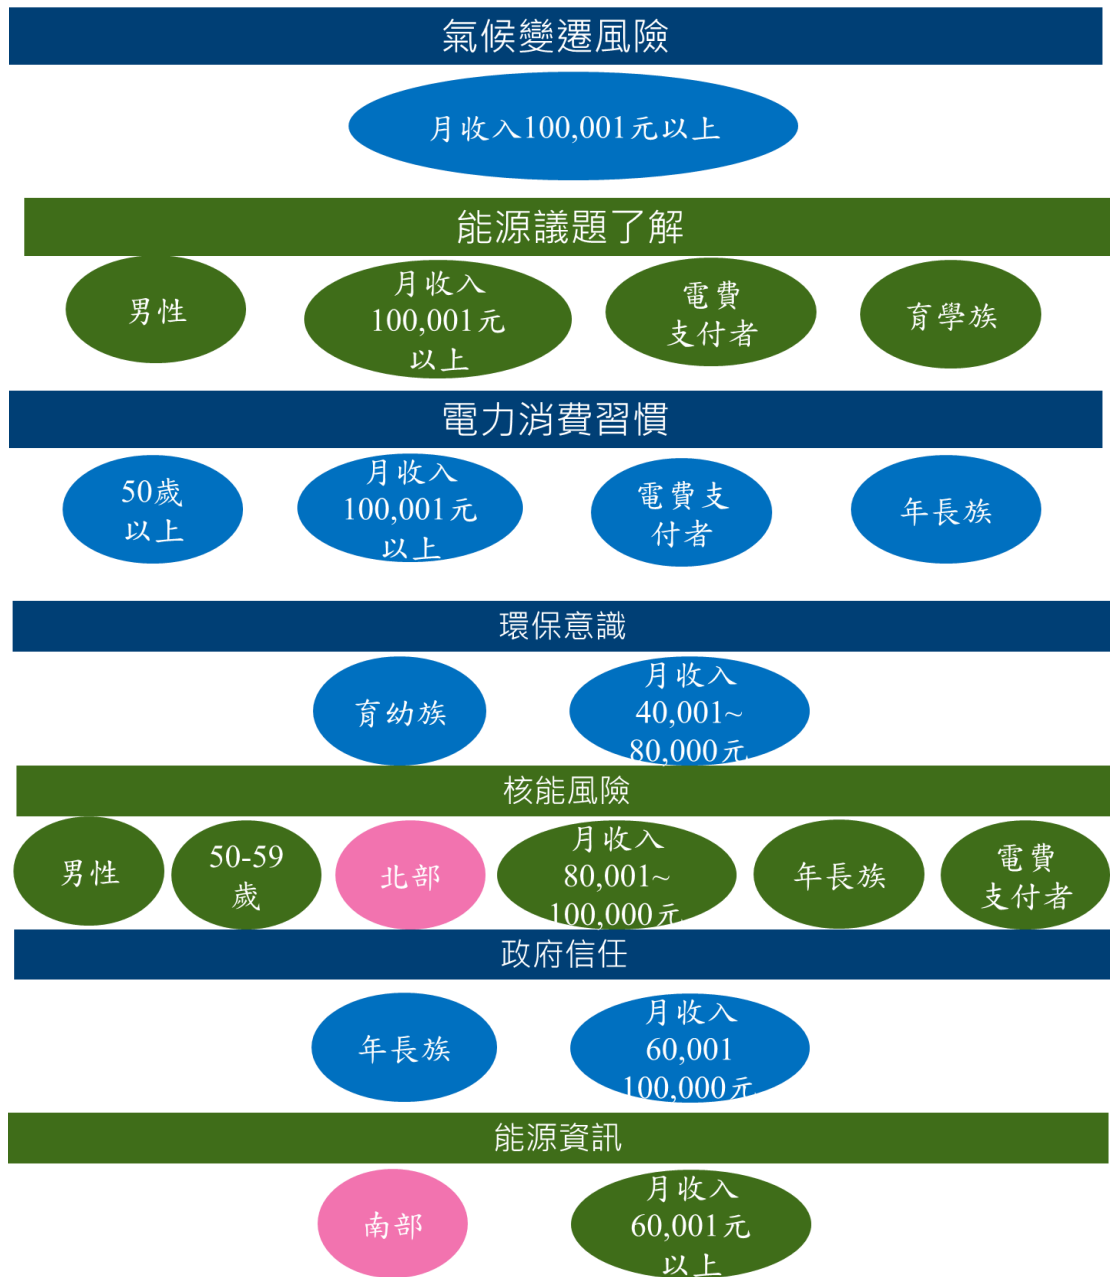 氣候變遷風險
月收入100,001元以上
能源議題了解
男性
月收入
100,001元
以上
電費
支付者
育學族
電力消費習慣
50歲
以上
月收入
100,001元
以上
電費支
付者
年長族
環保意識
育幼族
月收入
40,001~
80,000元
核能風險
男性
50-59
歲
北部
月收入
80,001~
100,000元
年長族
電費
支付者
政府信任
年長族
月收入
60,001
100,000元
能源資訊
南部
月收入
60,001元
以上